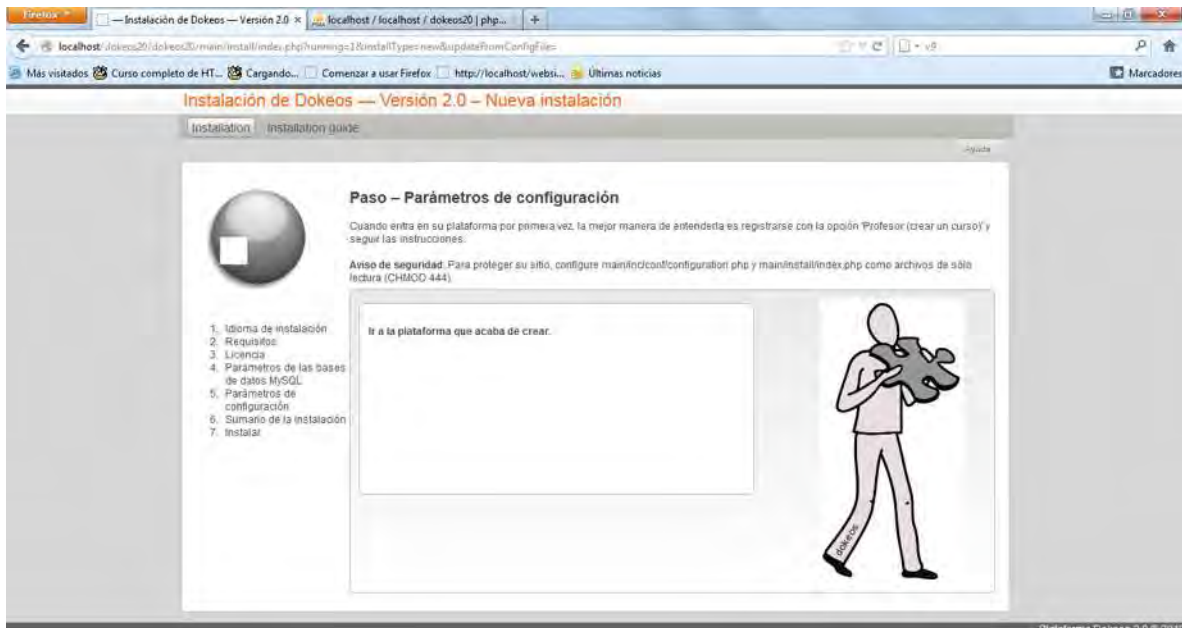 Firefox
— Instalación de Dokeos — Versión 2.0 ×
localhost / localhost / dokeos20 | php...
+
localhost/dokeos20/dokeos20/main/install/index.php?running=1&installType=new&updateFromConfigFile=
v9
Más visitados
Curso completo de HT...
Cargando...
Comenzar a usar Firefox
http://localhost/websi...
Últimas noticias
Marcadores
Instalación de Dokeos — Versión 2.0 – Nueva instalación
Installation
Installation guide
Ayuda
Paso – Parámetros de configuración
Cuando entra en su plataforma por primera vez, la mejor manera de entenderla es registrarse con la opción 'Profesor (crear un curso)' y
seguir las instrucciones.
Aviso de seguridad: Para proteger su sitio, configure main/inc/conf/configuration.php y main/install/index.php como archivos de sólo
lectura (CHMOD 444).
1. Idioma de instalación
2. Requisitos
3. Licencia
4. Parámetros de las bases
de datos MySQL
5. Parámetros de
configuración
6. Sumario de la instalación
7. Instalar
Ir a la plataforma que acaba de crear.
dokeos
Plataforma Dokeos 2.0 ©